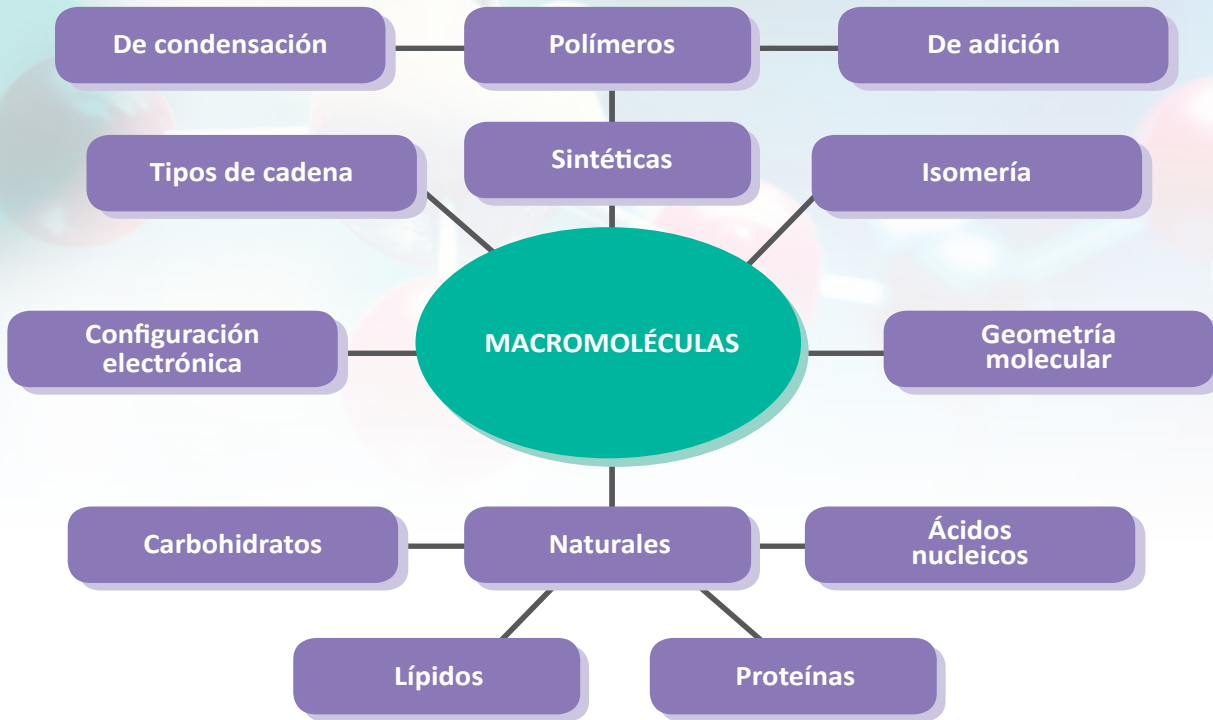 De condensación
Polímeros
De adición
Tipos de cadena
Sintéticas
Isomería
Configuración
electrónica
MACROMOLÉCULAS
Geometría
molecular
Carbohidratos
Naturales
Ácidos
nucleicos
Lípidos
Proteínas